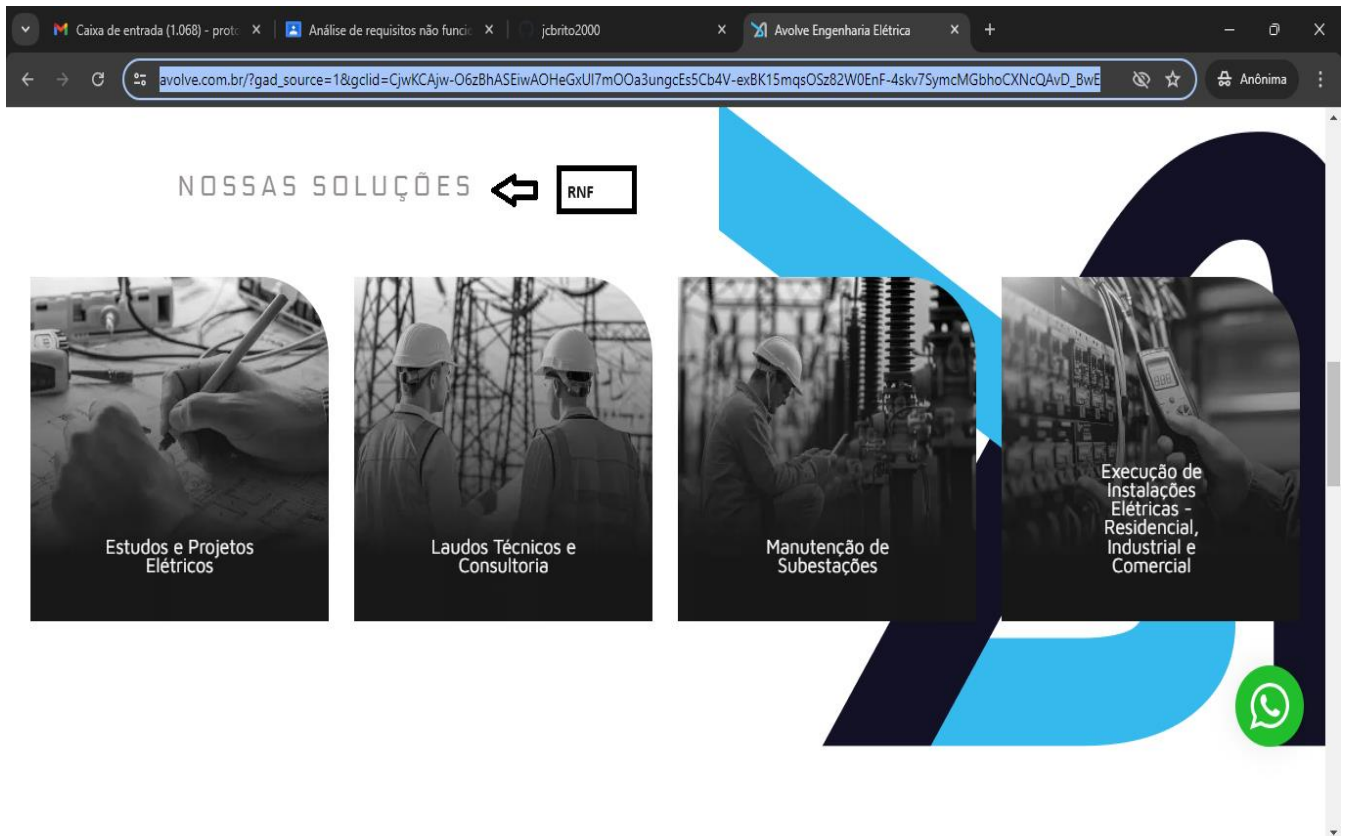 Caixa de entrada (1.068) - proto
Análise de requisitos não funcio
jcbrito2000
Avolve Engenharia Elétrica
avolve.com.br/?gad_source=1&gclid=CjwKCAjw-O6zBhASEiwAOHeGxUI7mOOa3ungcEs5Cb4V-exBK15mqsOSz82W0EnF-4skv7SymcMGbhoCXNcQAvD_BwE
Anônima
NOSSAS SOLUÇÕES
RNF
Estudos e Projetos
Elétricos
Laudos Técnicos e
Consultoria
Manutenção de
Subestações
Execução de
Instalações
Elétricas -
Residencial,
Industrial e
Comercial